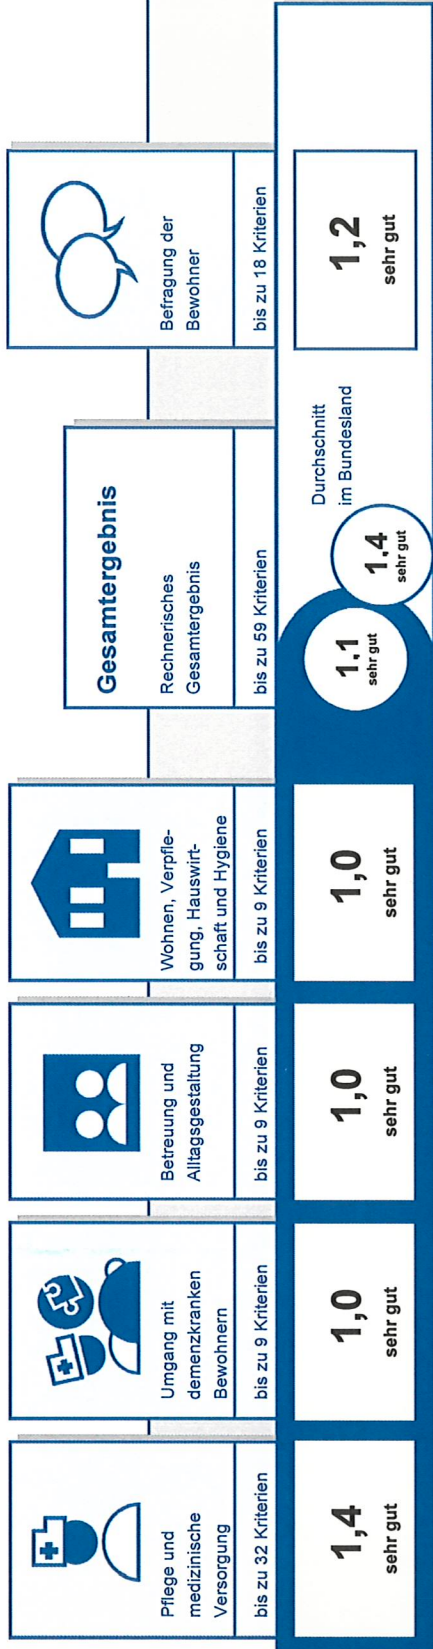 Pflege und
medizinische
Versorgung
bis zu 32 Kriterien
1,4
sehr gut
Umgang mit
demenzkranken
Bewohnern
bis zu 9 Kriterien
1,0
sehr gut
Betreuung und
Alltagsgestaltung
bis zu 9 Kriterien
1,0
sehr gut
Wohnen, Verpfle-
gung, Hauswirt-
schaft und Hygiene
bis zu 9 Kriterien
1,0
sehr gut
Gesamtergebnis
Rechnerisches
Gesamtergebnis
bis zu 59 Kriterien
1.1
sehr gut
Durchschnitt
im Bundesland
1.4
sehr gut
Befragung der
Bewohner
bis zu 18 Kriterien
1,2
sehr gut